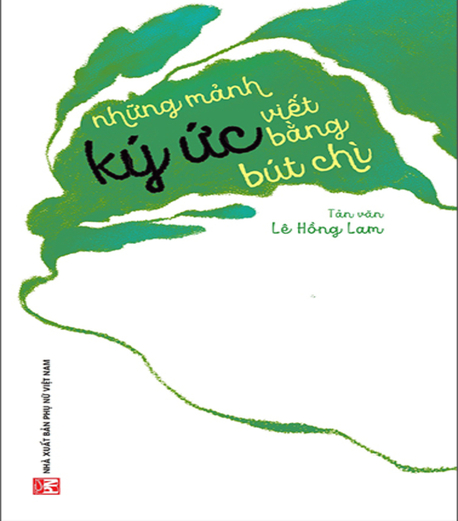 những mảnh
ký ức viết
bằng
bút chì
Tản văn
Lê Hồng Lam
NHÀ XUẤT BẢN PHỤ NỮ VIỆT NAM